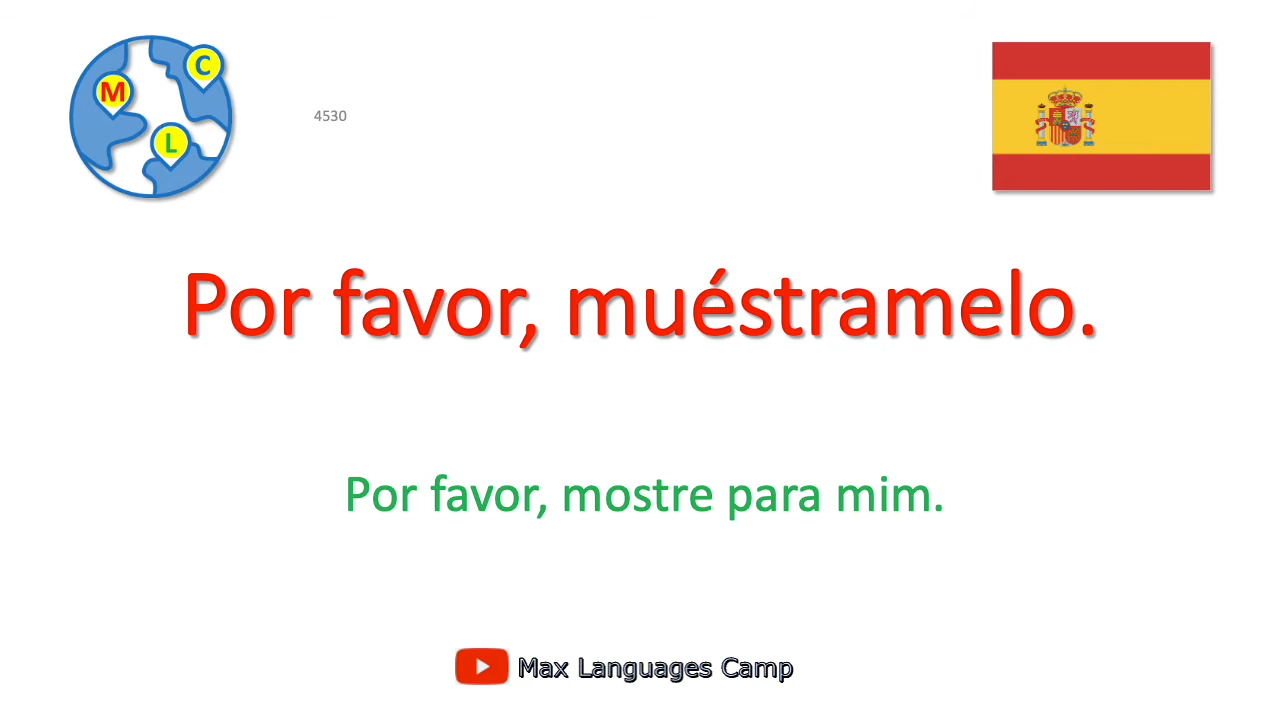 M
C
L
4530
Por favor, muéstramelo.
Por favor, mostre para mim.
Max Languages Camp